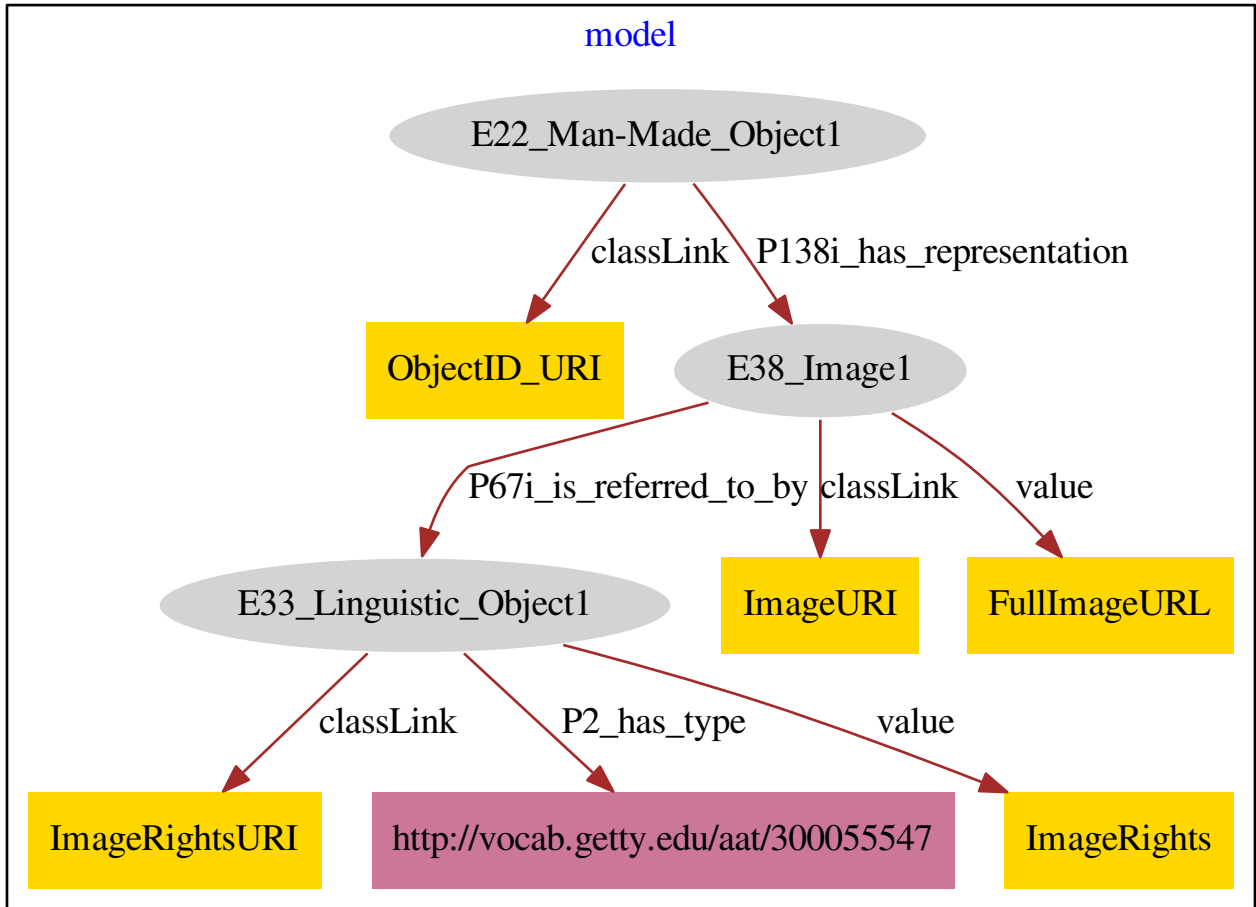 model
E22_Man-Made_Object1
classLink
P138i_has_representation
ObjectID_URI
E38_Image1
P67i_is_referred_to_by
classLink
value
E33_Linguistic_Object1
ImageURI
FullImageURL
classLink
P2_has_type
value
ImageRightsURI
http://vocab.getty.edu/aat/300055547
ImageRights